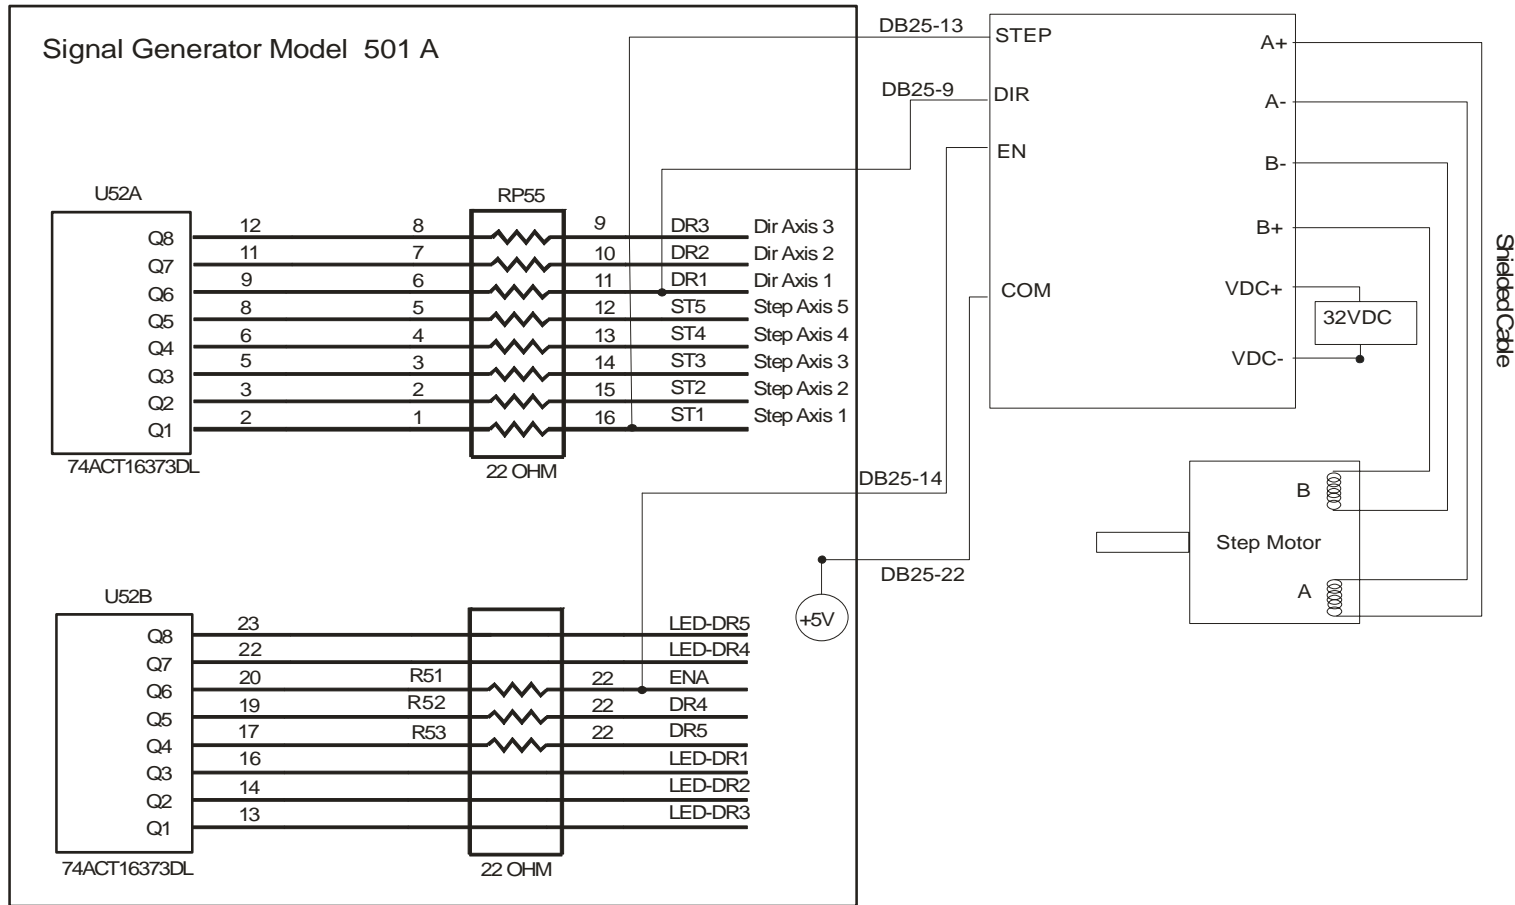 Signal Generator Model 501 A
U52A
RP55
Q8 12 8 9 DR3 Dir Axis 3
Q7 11 7 10 DR2 Dir Axis 2
Q6 9 6 11 DR1 Dir Axis 1
Q5 8 5 12 ST5 Step Axis 5
Q4 6 4 13 ST4 Step Axis 4
Q3 5 3 14 ST3 Step Axis 3
Q2 3 2 15 ST2 Step Axis 2
Q1 2 1 16 ST1 Step Axis 1
74ACT16373DL
22 OHM
U52B
Q8 23 LED-DR5
Q7 22 LED-DR4
Q6 20 R51 22 ENA
Q5 19 R52 22 DR4
Q4 17 R53 22 DR5
Q3 16 LED-DR1
Q2 14 LED-DR2
Q1 13 LED-DR3
74ACT16373DL
22 OHM
+5V
DB25-13
DB25-9
DB25-14
DB25-22
STEP
DIR
EN
COM
A+
A-
B-
B+
VDC+
VDC-
32VDC
Shielded Cable
B
Step Motor
A